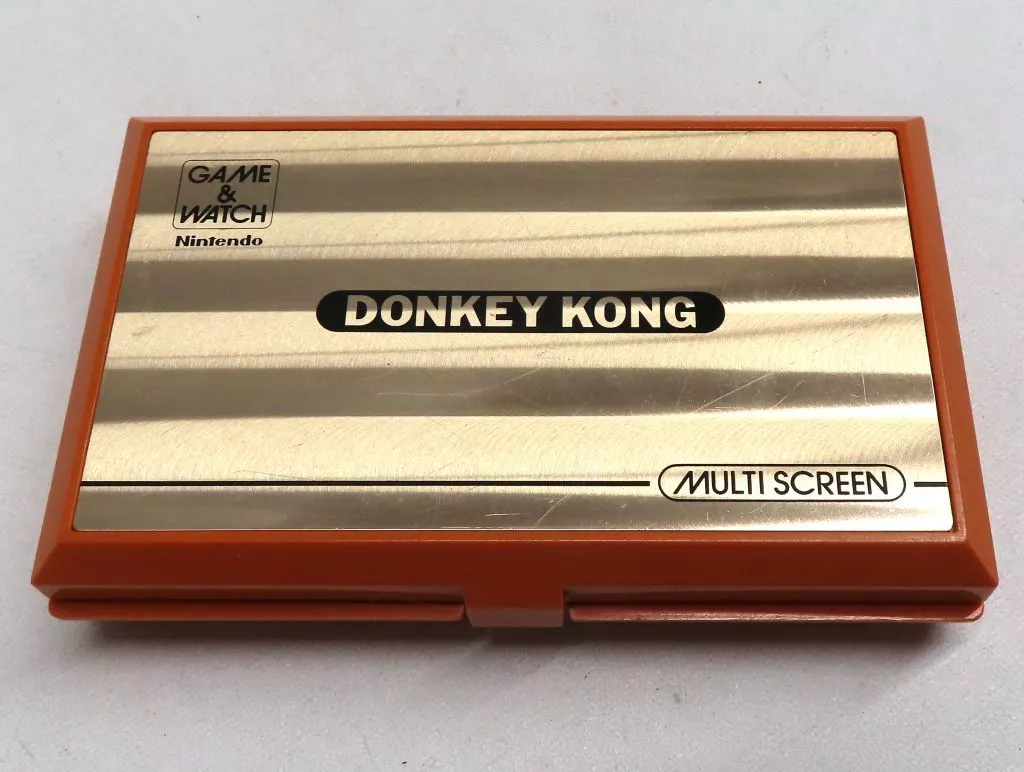 GAME
&
WATCH
Nintendo
DONKEY KONG
MULTI SCREEN